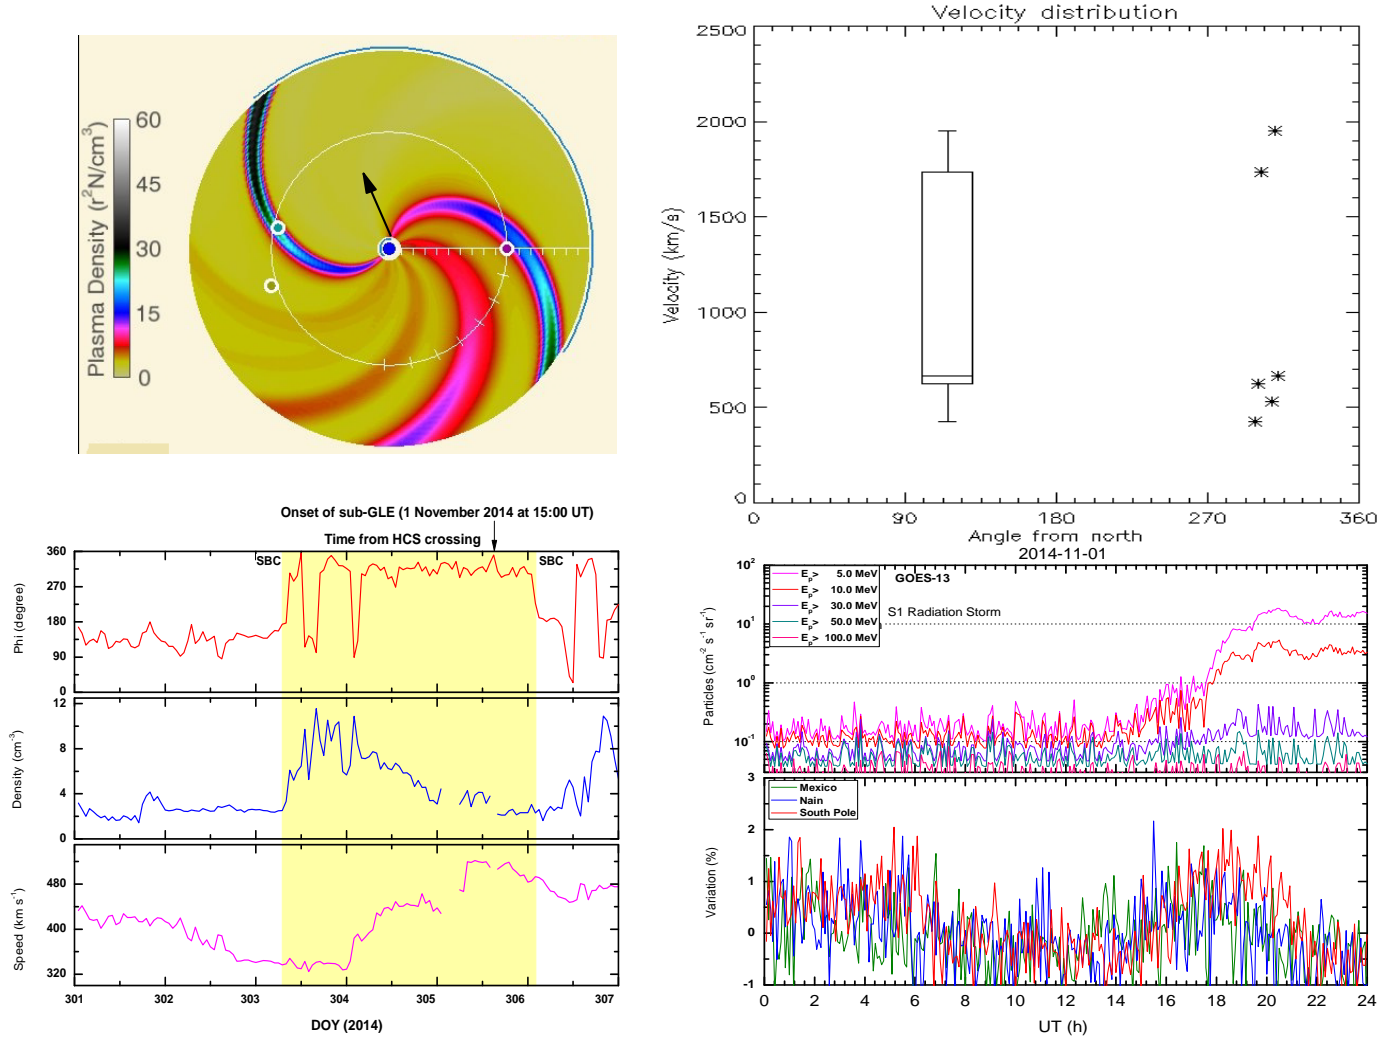 Plasma Density (r²N/cm³)
60
45
30
15
0
Velocity distribution
Velocity (km/s)
2500
2000
1500
1000
500
0
0 90 180 270 360
Angle from north
Onset of sub-GLE (1 November 2014 at 15:00 UT)
Time from HCS crossing
SBC SBC
Phi (degree)
360
270
180
90
0
Density (cm⁻³)
12
8
4
0
Speed (km s⁻¹)
480
400
320
301 302 303 304 305 306 307
DOY (2014)
2014-11-01
Particles (cm⁻² s⁻¹ sr⁻¹)
10²
10¹
10⁰
10⁻¹
Eₚ> 5.0 MeV
Eₚ> 10.0 MeV
Eₚ> 30.0 MeV
Eₚ> 50.0 MeV
Eₚ> 100.0 MeV
GOES-13
S1 Radiation Storm
Variation (%)
3
2
1
0
-1
Mexico
Nain
South Pole
0 2 4 6 8 10 12 14 16 18 20 22 24
UT (h)